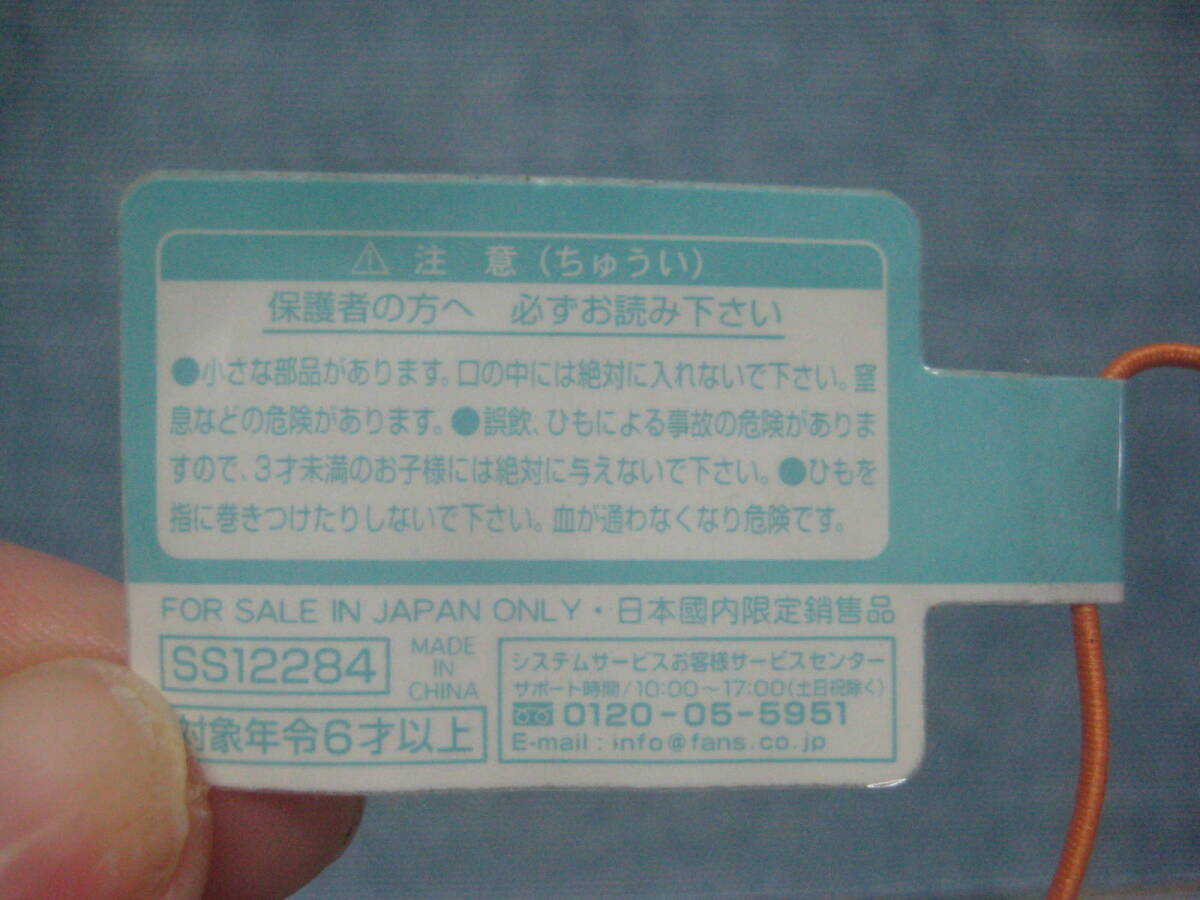 ⚠ 注 意 (ちゅうい)
保護者の方へ 必ずお読み下さい
●小さな部品があります。口の中には絶対に入れないで下さい。窒
息などの危険があります。●誤飲、ひもによる事故の危険がありま
すので、3才未満のお子様には絶対に与えないで下さい。●ひもを
指に巻きつけたりしないで下さい。血が通わなくなり危険です。
FOR SALE IN JAPAN ONLY・日本國内限定銷售品
SS12284
MADE
IN
CHINA
対象年令6才以上
システムサービスお客様サービスセンター
サポート時間/10:00～17:00(土日祝除く)
0120-05-5951
E-mail : info@fans.co.jp